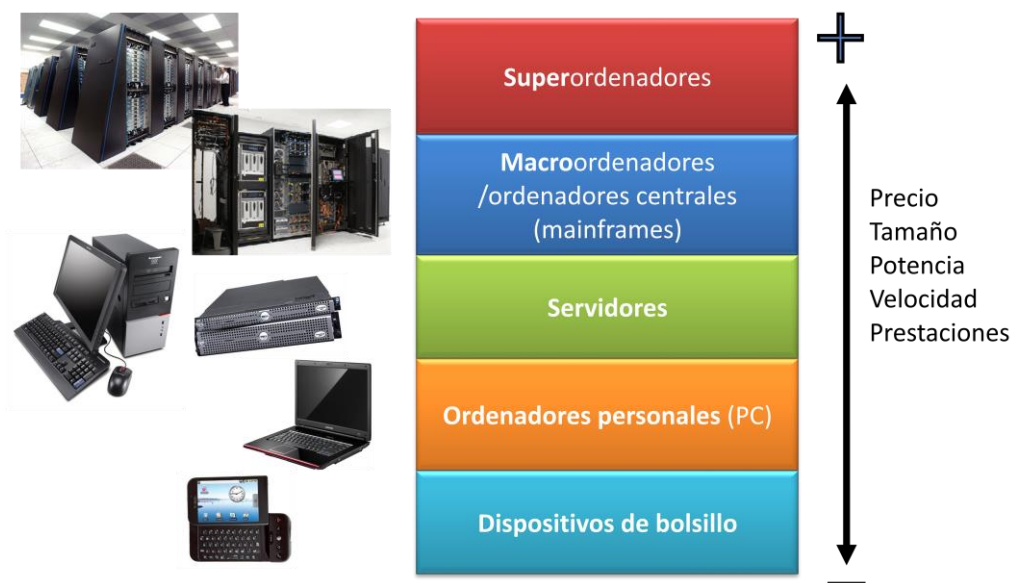 Superordenadores
Macroordenadores
/ordenadores centrales
(mainframes)
Servidores
Ordenadores personales (PC)
Dispositivos de bolsillo
+
Precio
Tamaño
Potencia
Velocidad
Prestaciones